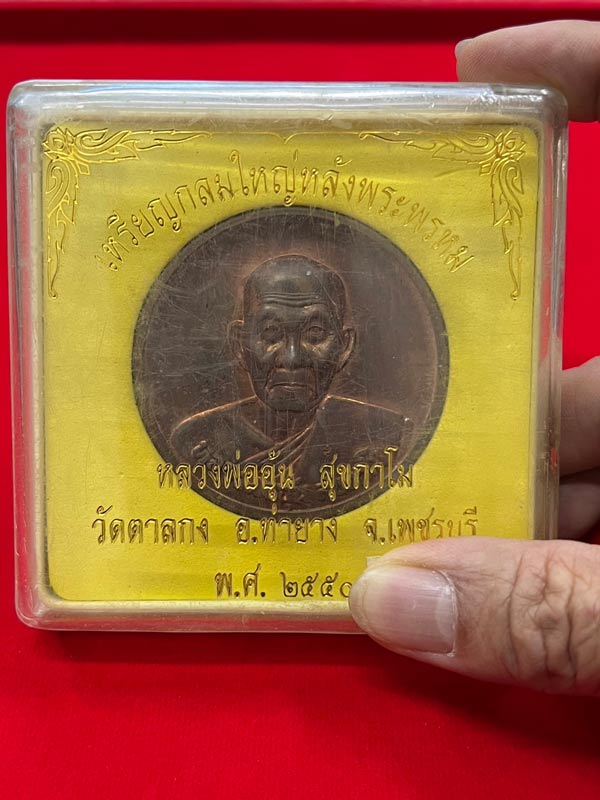 เหรียญกลมใหญ่หลังพระพรหม
หลวงพ่ออุ้น สุขกาโม
วัดตาลกง อ.ท่ายาง จ.เพชรบุรี
พ.ศ. ๒๕๕๐